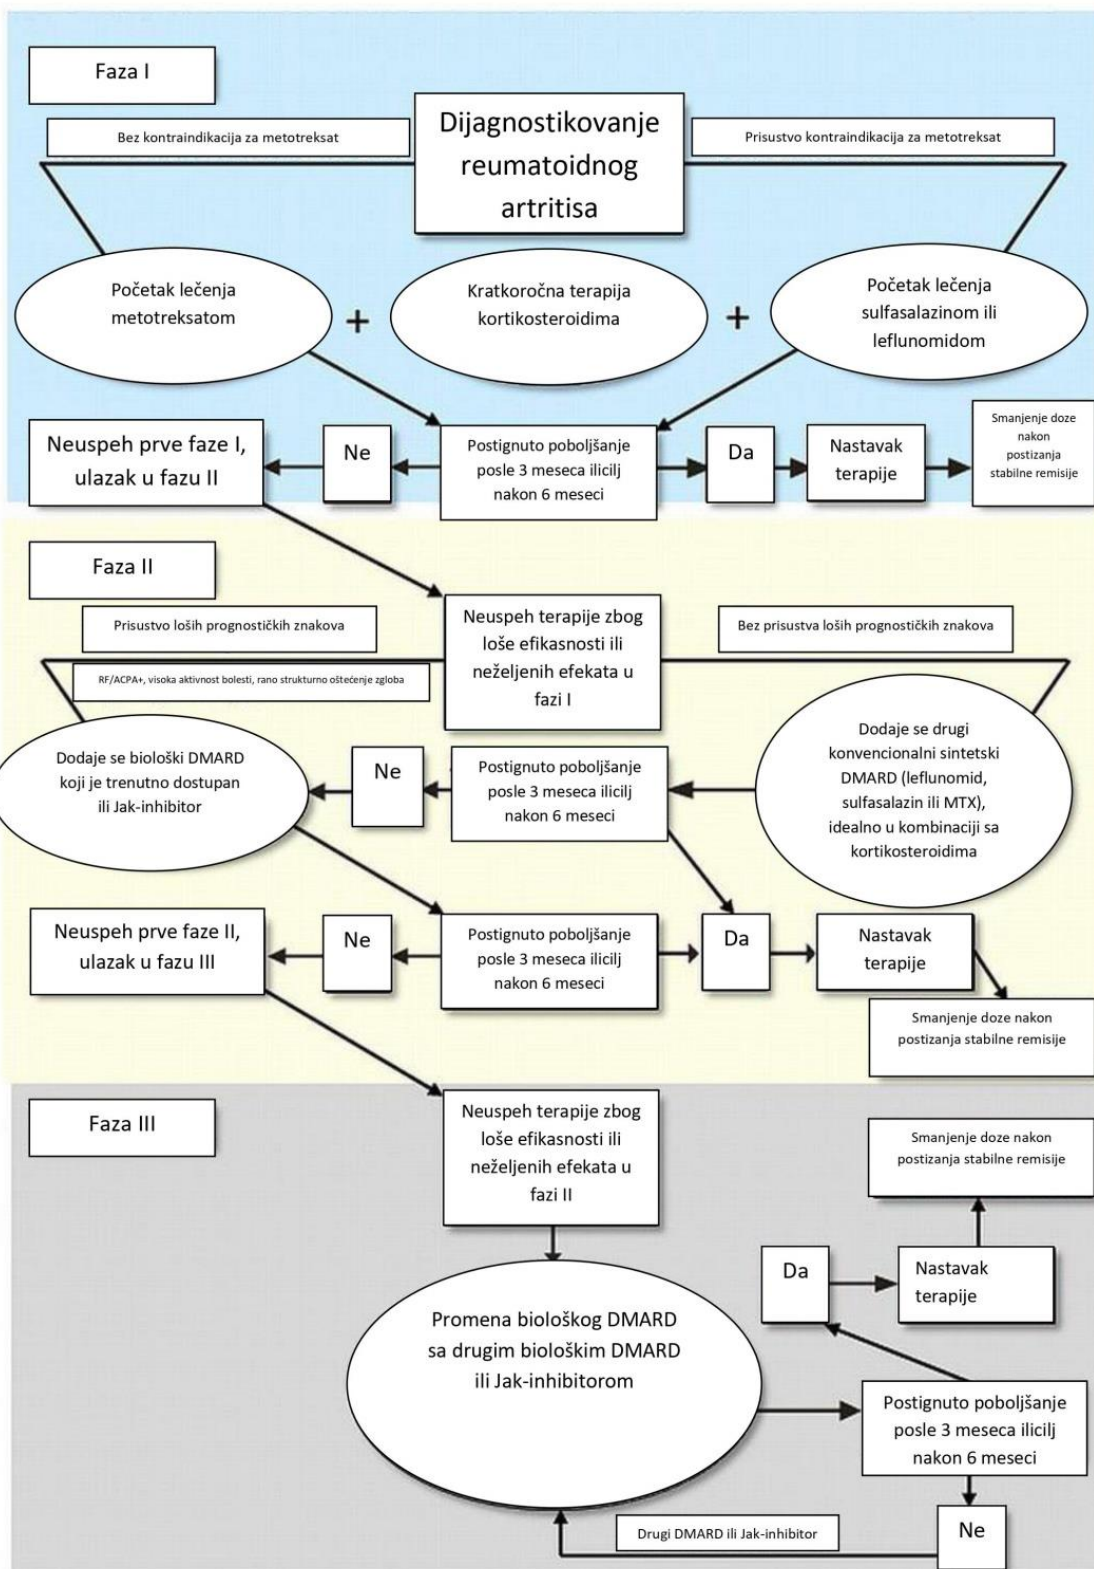 Faza I
Bez kontraindikacija za metotreksat
Dijagnostikovanje
reumatoidnog
artritisa
Prisustvo kontraindikacija za metotreksat
Početak lečenja
metotreksatom
+
Kratkoročna terapija
kortikosteroidima
+
Početak lečenja
sulfasalazinom ili
leflunomidom
Neuspeh prve faze I,
ulazak u fazu II
Ne
Postignuto poboljšanje
posle 3 meseca ilicilj
nakon 6 meseci
Da
Nastavak
terapije
Smanjenje doze
nakon
postizanja
stabilne remisije
Faza II
Prisustvo loših prognostičkih znakova
RF/ACPA+, visoka aktivnost bolesti, rano strukturno oštećenje zgloba
Neuspeh terapije zbog
loše efikasnosti ili
neželjenih efekata u
fazi I
Bez prisustva loših prognostičkih znakova
Dodaje se biološki DMARD
koji je trenutno dostupan
ili Jak-inhibitor
Ne
Postignuto poboljšanje
posle 3 meseca ilicilj
nakon 6 meseci
Dodaje se drugi
konvencionalni sintetski
DMARD (leflunomid,
sulfasalazin ili MTX),
idealno u kombinaciji sa
kortikosteroidima
Neuspeh prve faze II,
ulazak u fazu III
Ne
Postignuto poboljšanje
posle 3 meseca ilicilj
nakon 6 meseci
Da
Nastavak
terapije
Smanjenje doze nakon
postizanja stabilne remisije
Faza III
Neuspeh terapije zbog
loše efikasnosti ili
neželjenih efekata u
fazi II
Smanjenje doze nakon
postizanja stabilne remisije
Da
Nastavak
terapije
Promena biološkog DMARD
sa drugim biološkim DMARD
ili Jak-inhibitorom
Postignuto poboljšanje
posle 3 meseca ilicilj
nakon 6 meseci
Drugi DMARD ili Jak-inhibitor
Ne